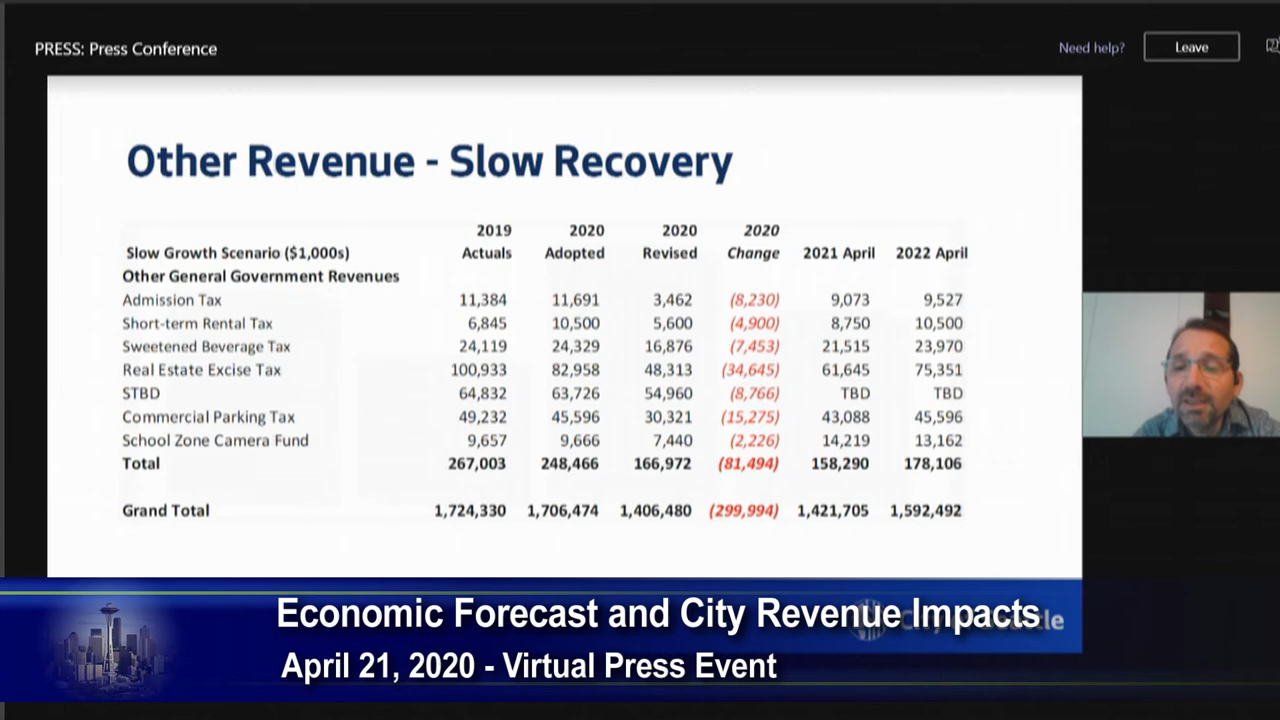 PRESS: Press Conference
Need help?
Leave
Other Revenue - Slow Recovery
2019 2020 2020 2020
Slow Growth Scenario ($1,000s) Actuals Adopted Revised Change 2021 April 2022 April
Other General Government Revenues
Admission Tax 11,384 11,691 3,462 (8,230) 9,073 9,527
Short-term Rental Tax 6,845 10,500 5,600 (4,900) 8,750 10,500
Sweetened Beverage Tax 24,119 24,329 16,876 (7,453) 21,515 23,970
Real Estate Excise Tax 100,933 82,958 48,313 (34,645) 61,645 75,351
STBD 64,832 63,726 54,960 (8,766) TBD TBD
Commercial Parking Tax 49,232 45,596 30,321 (15,275) 43,088 45,596
School Zone Camera Fund 9,657 9,666 7,440 (2,226) 14,219 13,162
Total 267,003 248,466 166,972 (81,494) 158,290 178,106
Grand Total 1,724,330 1,706,474 1,406,480 (299,994) 1,421,705 1,592,492
Economic Forecast and City Revenue Impacts
April 21, 2020 - Virtual Press Event